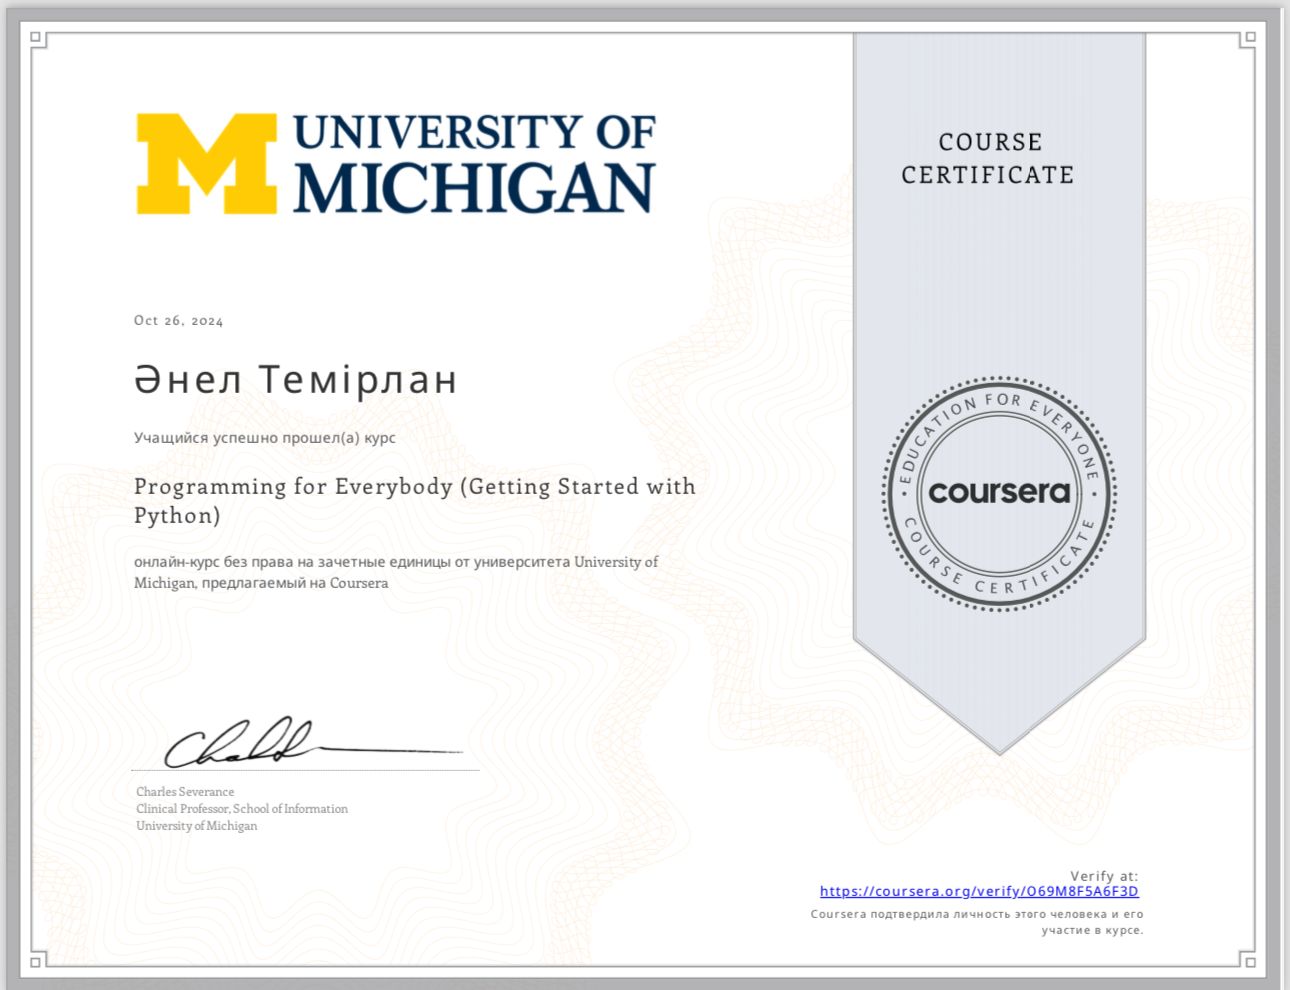 UNIVERSITY OF
MICHIGAN
COURSE
CERTIFICATE
Oct 26, 2024
Әнел Темірлан
Учащийся успешно прошел(а) курс
Programming for Everybody (Getting Started with
Python)
онлайн-курс без права на зачетные единицы от университета University of
Michigan, предлагаемый на Coursera
EDUCATION FOR EVERYONE
coursera
COURSE CERTIFICATE
Charles Severance
Clinical Professor, School of Information
University of Michigan
Verify at:
https://coursera.org/verify/O69M8F5A6F3D
Coursera подтвердила личность этого человека и его
участие в курсе.